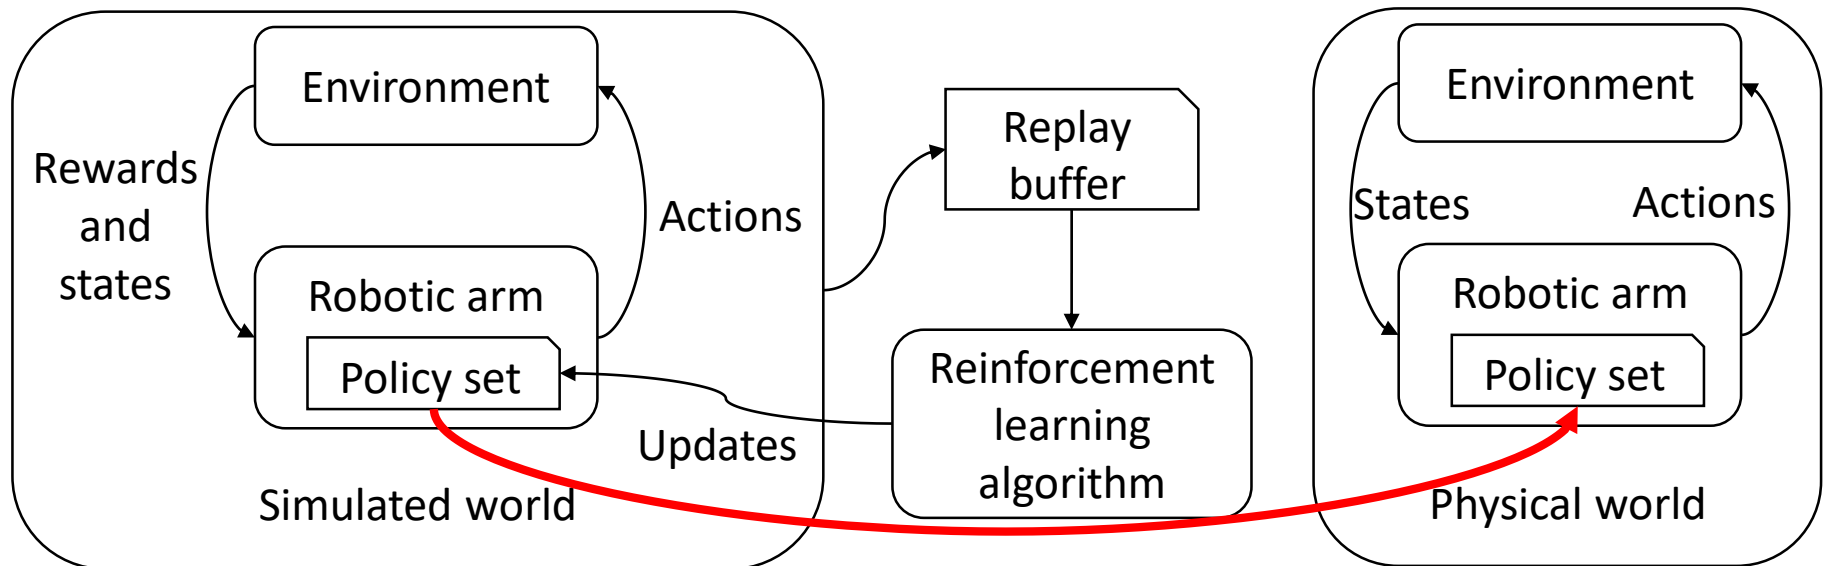 Environment
Rewards
and
states
Actions
Robotic arm
Policy set
Updates
Simulated world
Replay
buffer
Reinforcement
learning
algorithm
Environment
States
Actions
Robotic arm
Policy set
Physical world